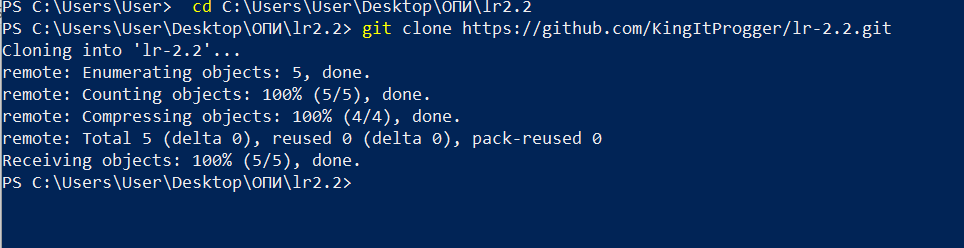 PS C:\Users\User>  cd C:\Users\User\Desktop\ОПИ\lr2.2
PS C:\Users\User\Desktop\ОПИ\lr2.2> git clone https://github.com/KingItProgger/lr-2.2.git
Cloning into 'lr-2.2'...
remote: Enumerating objects: 5, done.
remote: Counting objects: 100% (5/5), done.
remote: Compressing objects: 100% (4/4), done.
remote: Total 5 (delta 0), reused 0 (delta 0), pack-reused 0
Receiving objects: 100% (5/5), done.
PS C:\Users\User\Desktop\ОПИ\lr2.2>